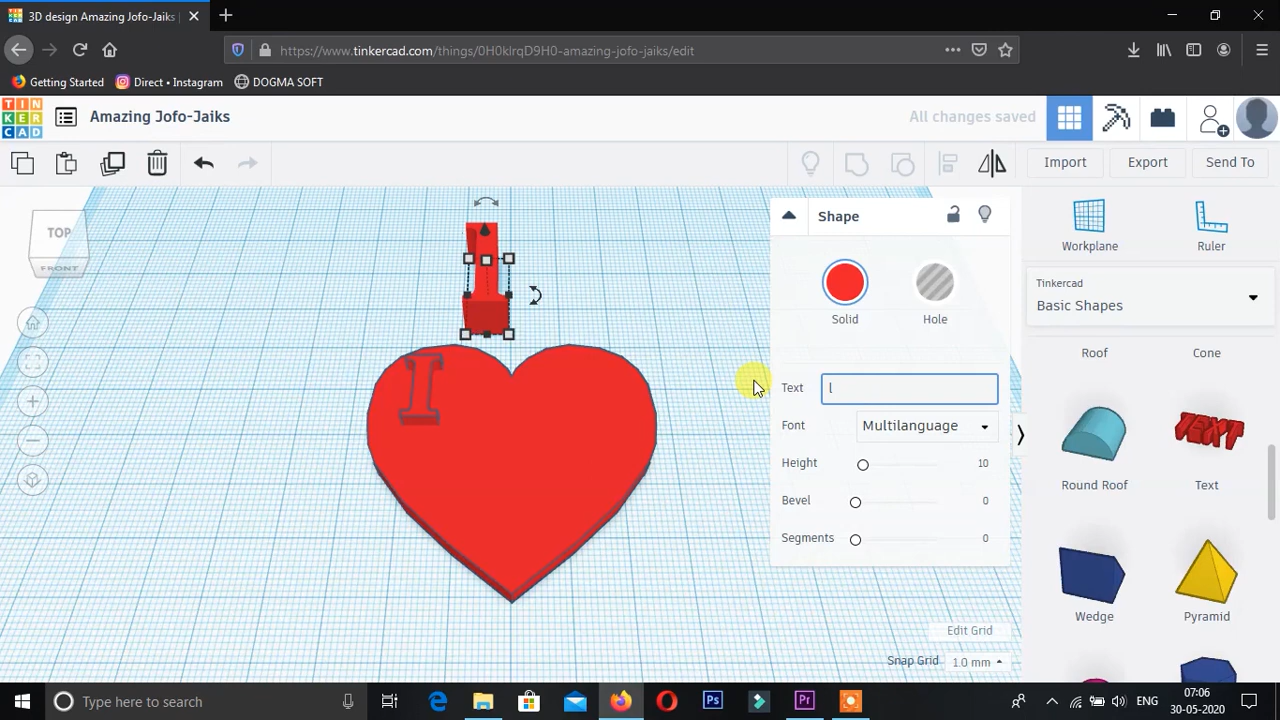 3D design Amazing Jofo-Jaiks |
https://www.tinkercad.com/things/0H0klrqD9H0-amazing-jofo-jaiks/edit
Getting Started
Direct • Instagram
DOGMA SOFT
TIN
KER
CAD
Amazing Jofo-Jaiks
All changes saved
Import
Export
Send To
TOP
FRONT
Shape
Solid
Hole
Text
l
Font
Multilanguage
Height
10
Bevel
0
Segments
0
Workplane
Ruler
Tinkercad
Basic Shapes
Roof
Cone
TEXT
Round Roof
Text
Wedge
Pyramid
I
Edit Grid
Snap Grid
1.0 mm
Type here to search
Ps
Pr
ENG
07:06
30-05-2020